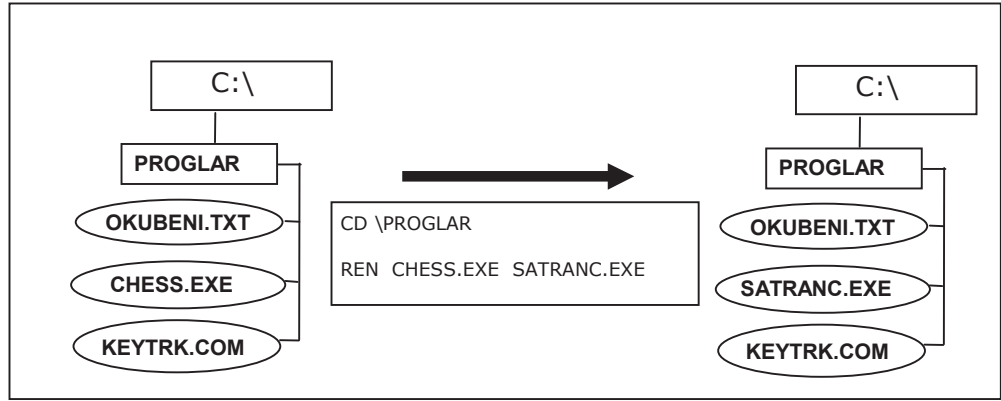 C:\
PROGLAR
OKUBENI.TXT
CHESS.EXE
KEYTRK.COM
CD \PROGLAR
REN CHESS.EXE SATRANC.EXE
C:\
PROGLAR
OKUBENI.TXT
SATRANC.EXE
KEYTRK.COM